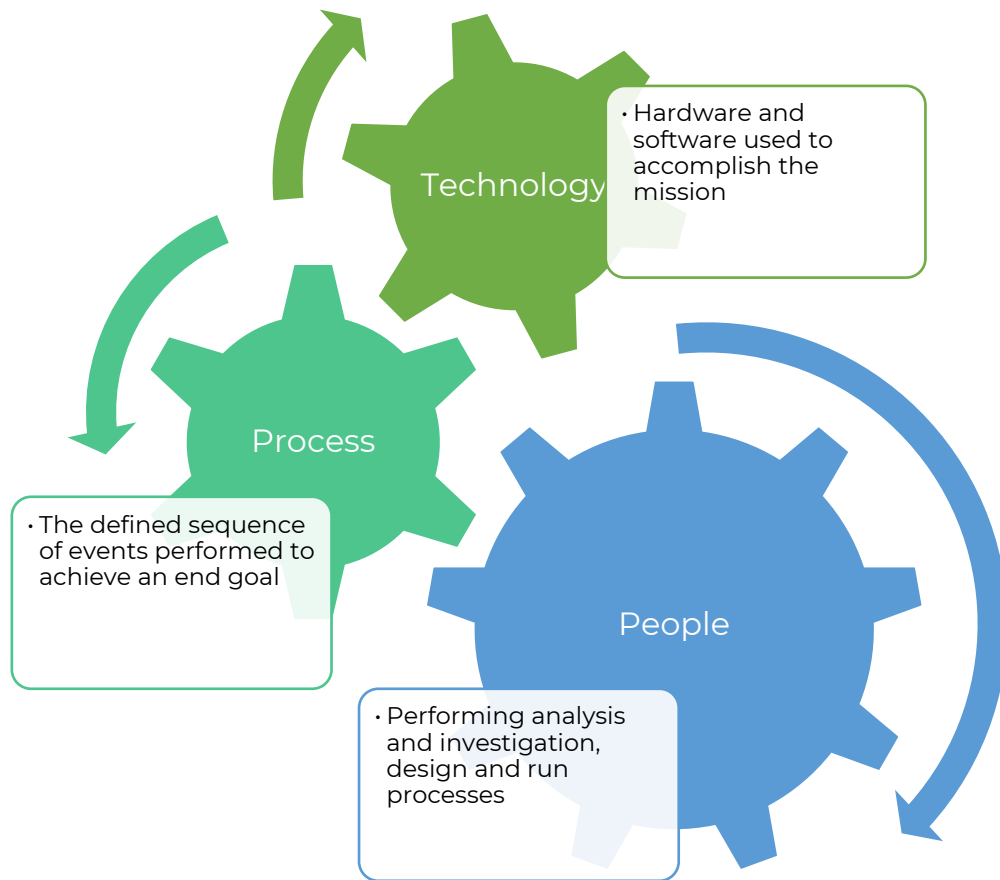 Technology
· Hardware and
software used to
accomplish the
mission
Process
· The defined sequence
of events performed to
achieve an end goal
People
· Performing analysis
and investigation,
design and run
processes